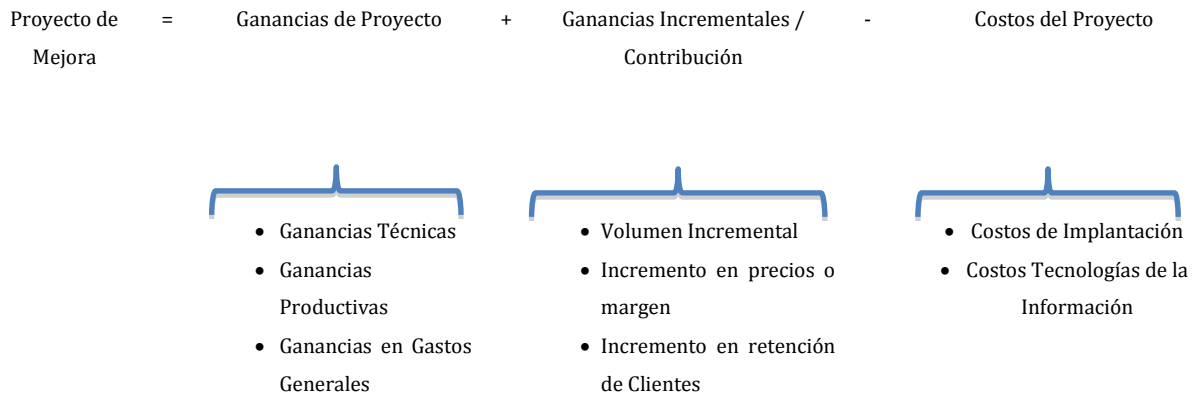 Proyecto de = Ganancias de Proyecto + Ganancias Incrementales / - Costos del Proyecto
Mejora Contribución
• Ganancias Técnicas
• Ganancias
Productivas
• Ganancias en Gastos
Generales
• Volumen Incremental
• Incremento en precios o
margen
• Incremento en retención
de Clientes
• Costos de Implantación
• Costos Tecnologías de la
Información